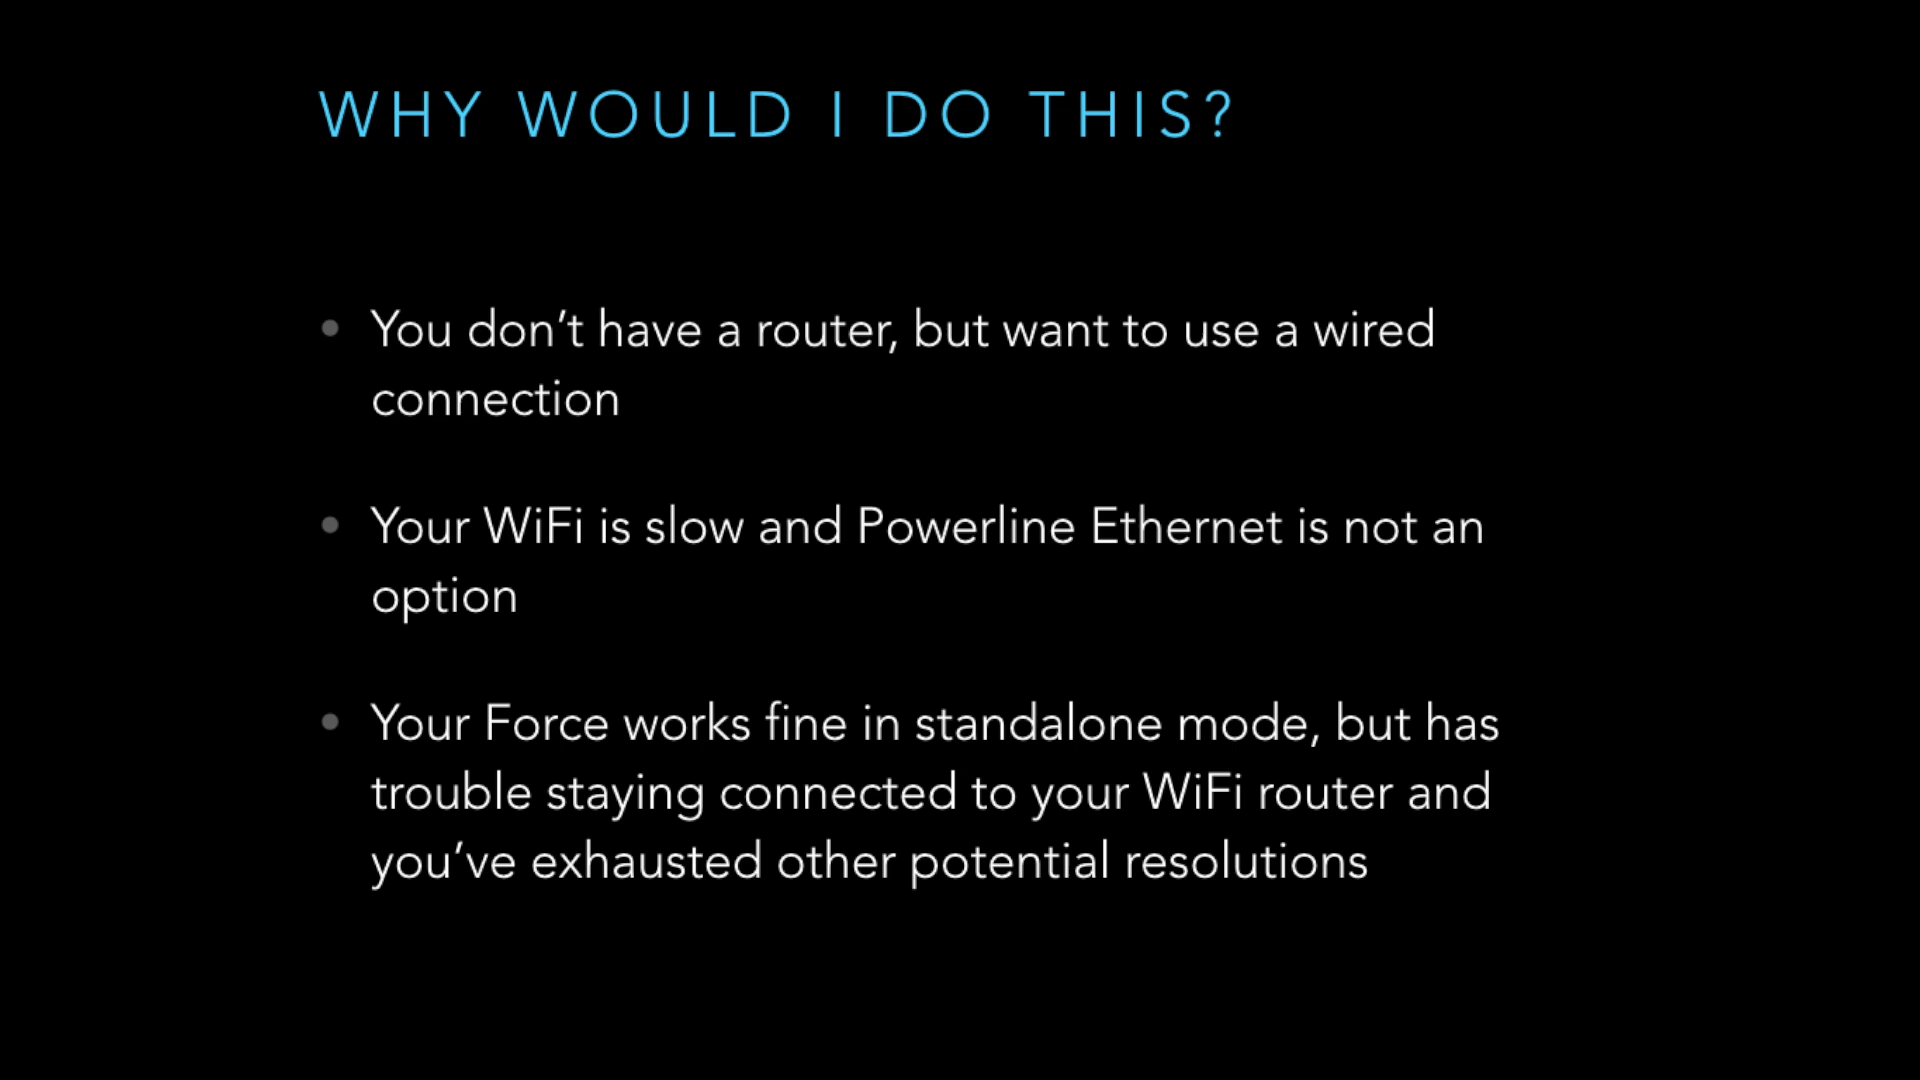 WHY WOULD I DO THIS?
• You don’t have a router, but want to use a wired
connection
• Your WiFi is slow and Powerline Ethernet is not an
option
• Your Force works fine in standalone mode, but has
trouble staying connected to your WiFi router and
you’ve exhausted other potential resolutions